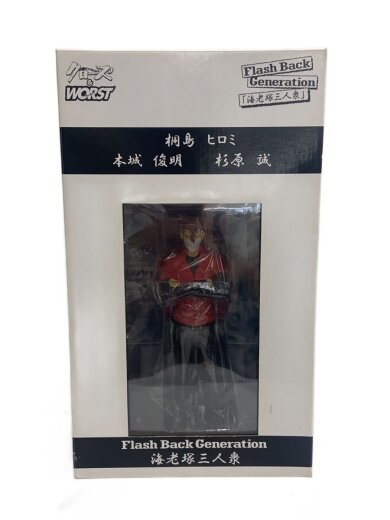 クローズ
×
WORST
Flash Back
Generation
「海老塚三人衆」
桐島 ヒロミ
本城 俊明 杉原 誠
Flash Back Generation
海老塚三人衆